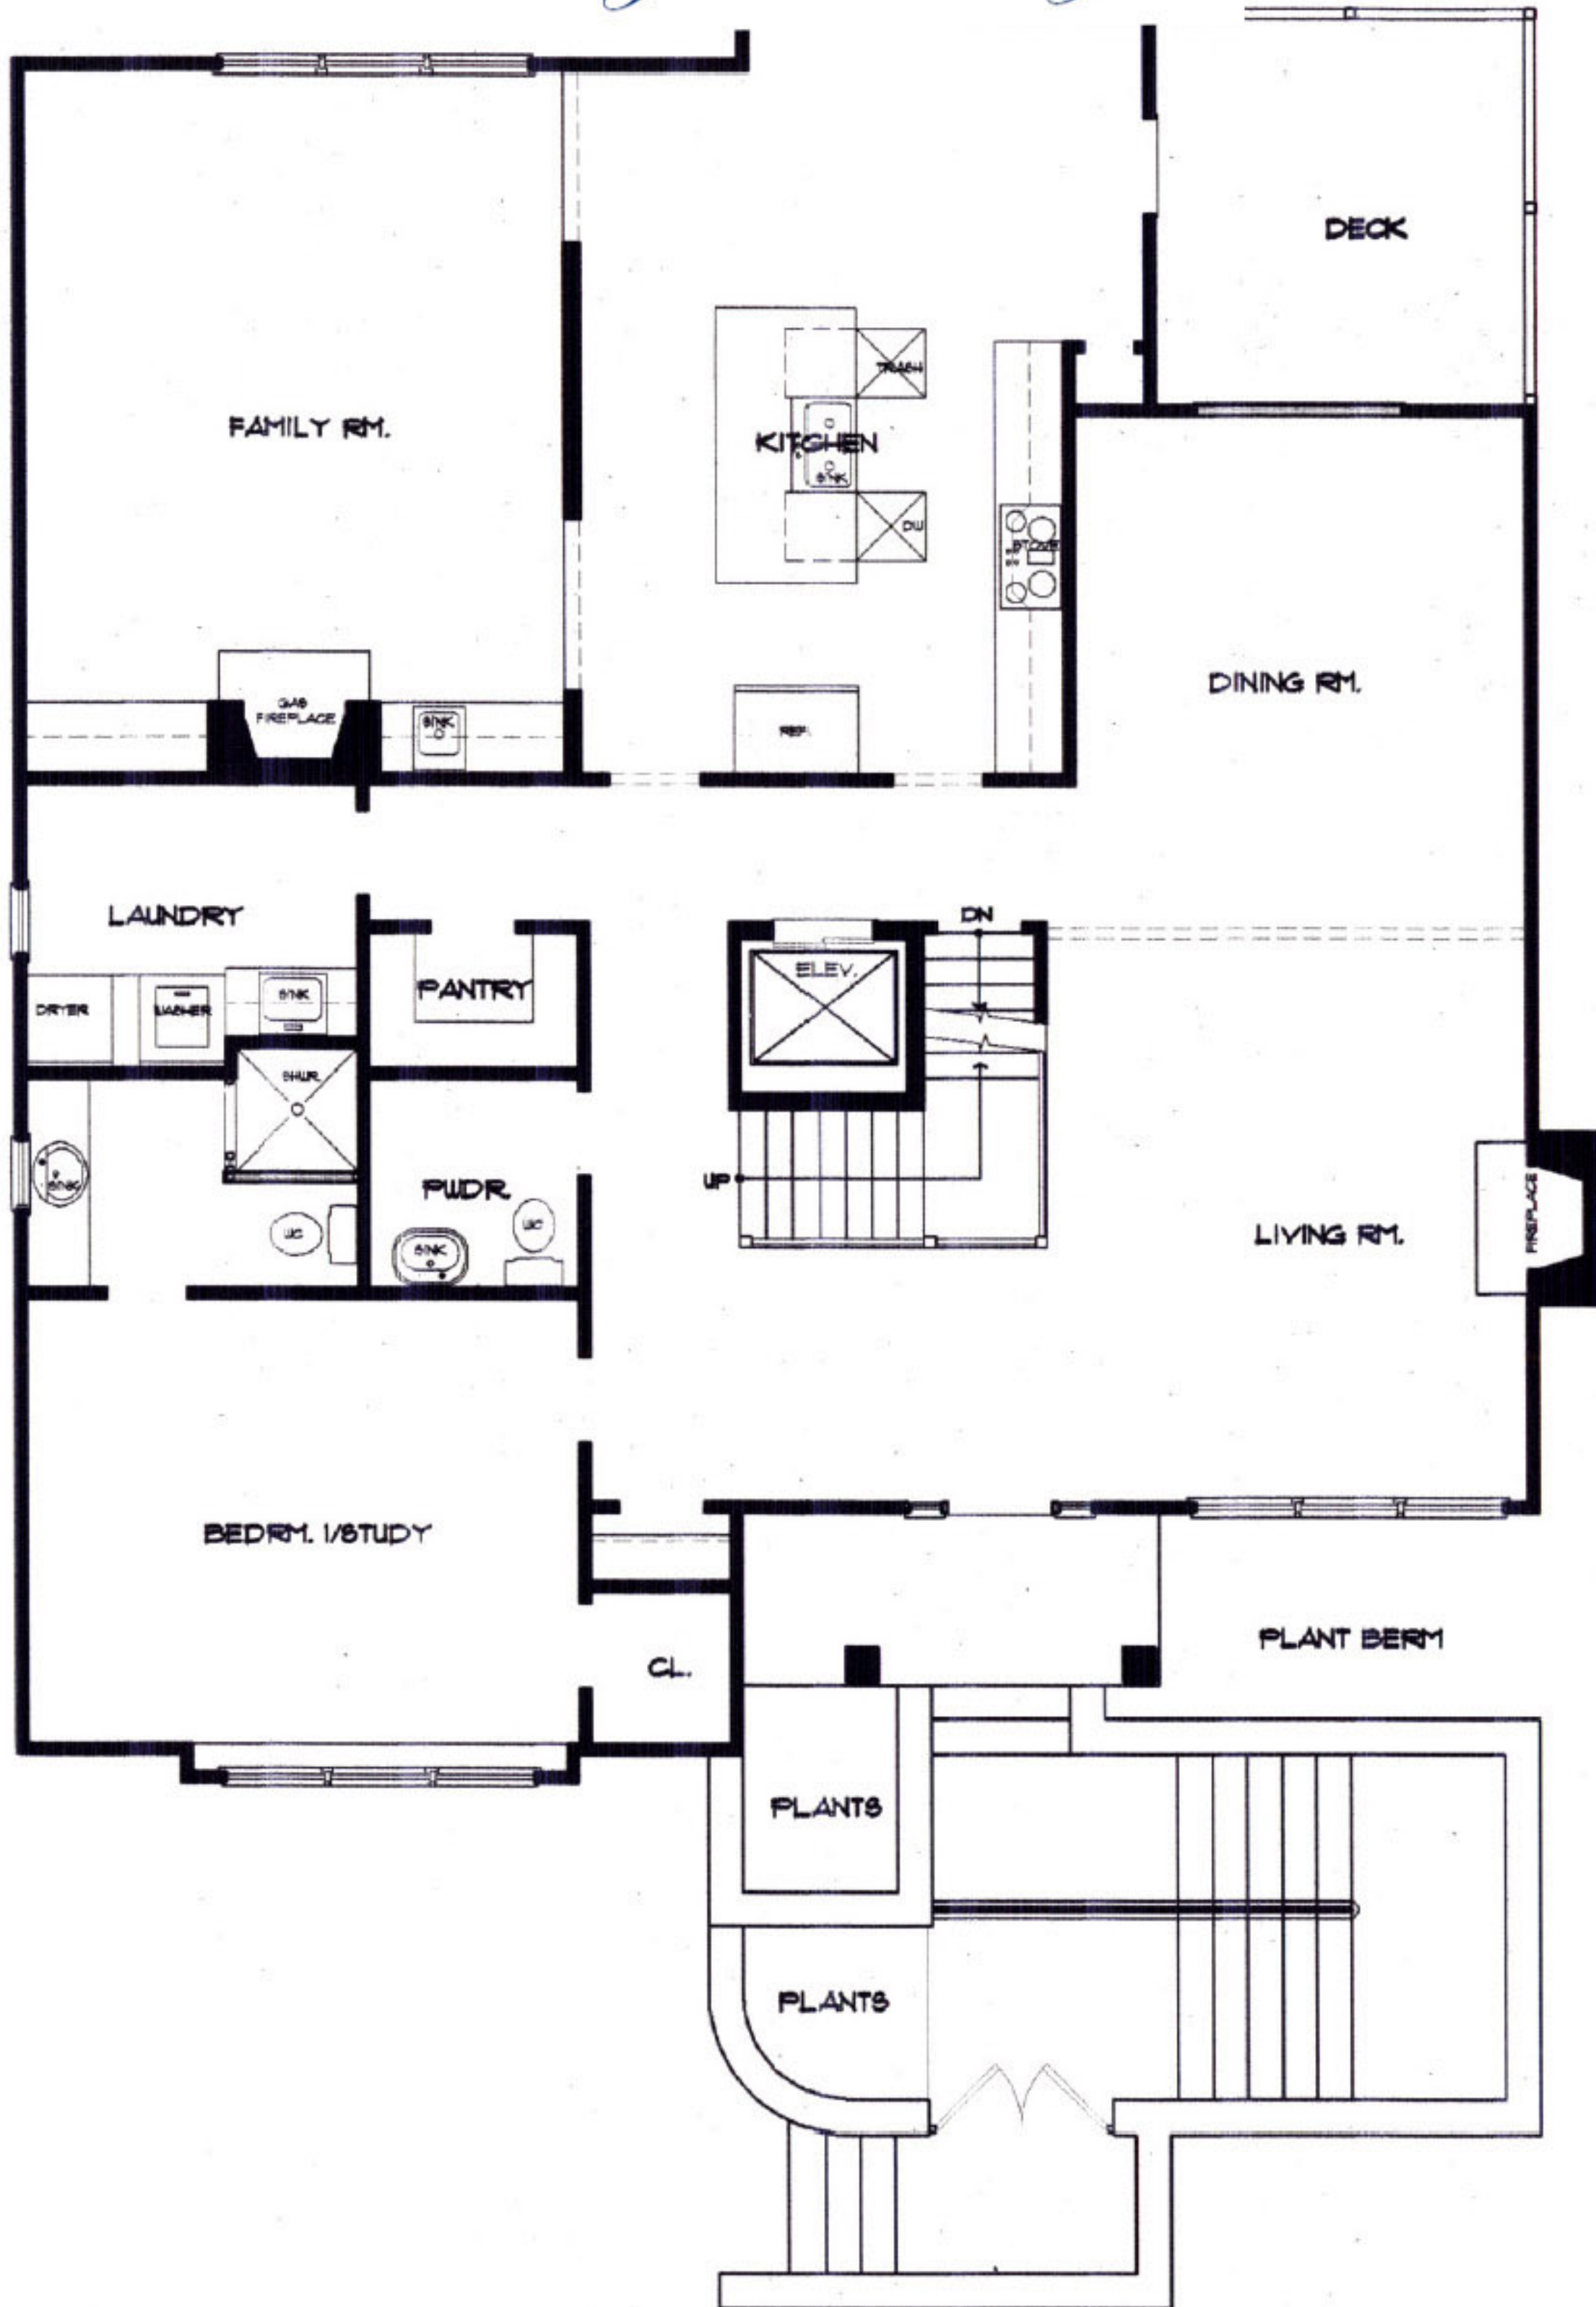 DECK
FAMILY RM.
TRASH
KITCHEN
SINK
DW
STOVE
DINING RM.
GAS
FIREPLACE
SINK
REF.
LAUNDRY
DN
PANTRY
ELEV.
DRYER
WASHER
SINK
SHWR.
SINK
PWDR.
UP
WC
WC
SINK
LIVING RM.
FIREPLACE
BEDRM. 1/STUDY
PLANT BERM
CL.
PLANTS
PLANTS